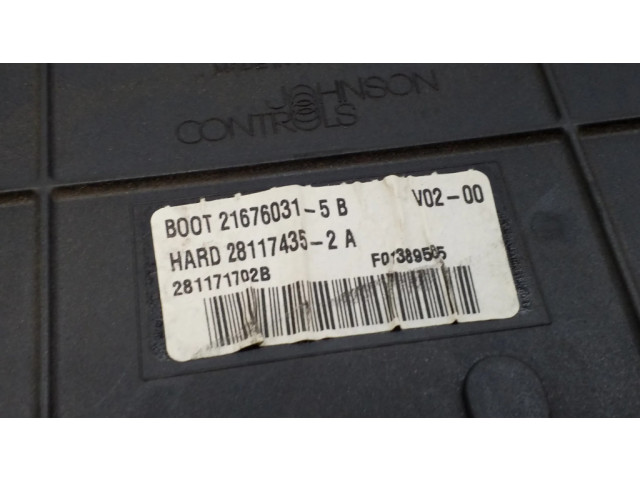 JOHNSON
CONTROLS
BOOT 21676031-5 B V02-00
HARD 28117435-2 A
281171702B F01389565